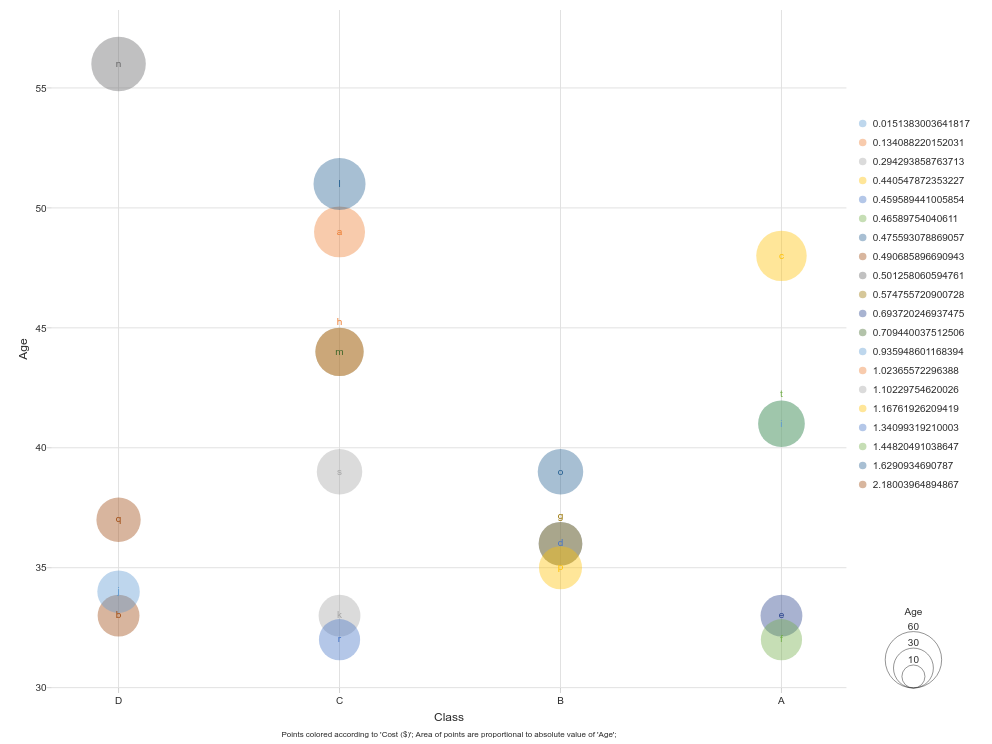 n
55
l
50
a
c
h
45
m
Age
t
i
40
s
o
q
g
d
35
p
j
b
k
e
r
f
30
D
C
B
A
Class
Points colored according to 'Cost ($)'; Area of points are proportional to absolute value of 'Age';
0.0151383003641817
0.134088220152031
0.294293858763713
0.440547872353227
0.459589441005854
0.46589754040611
0.475593078869057
0.490685896690943
0.501258060594761
0.574755720900728
0.693720246937475
0.709440037512506
0.935948601168394
1.02365572296388
1.10229754620026
1.16761926209419
1.34099319210003
1.44820491038647
1.6290934690787
2.18003964894867
Age
60
30
10